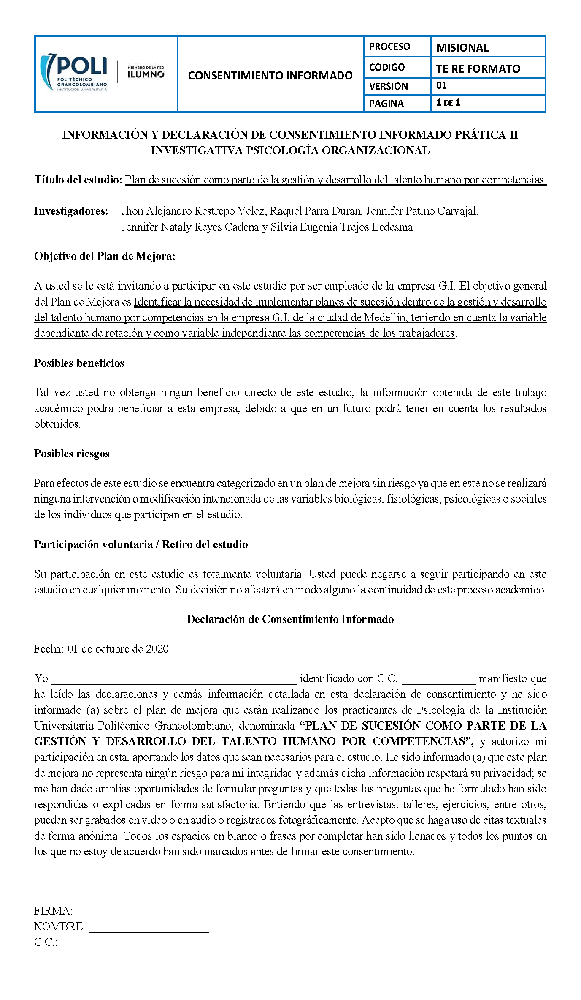 POLI
POLITÉCNICO
GRANCOLOMBIANO
INSTITUCIÓN UNIVERSITARIA
MIEMBRO DE LA RED
ILUMNO
CONSENTIMIENTO INFORMADO
PROCESO MISIONAL
CODIGO TE RE FORMATO
VERSION 01
PAGINA 1 DE 1
INFORMACIÓN Y DECLARACIÓN DE CONSENTIMIENTO INFORMADO PRÁTICA II
INVESTIGATIVA PSICOLOGÍA ORGANIZACIONAL
Título del estudio: Plan de sucesión como parte de la gestión y desarrollo del talento humano por competencias.
Investigadores: Jhon Alejandro Restrepo Velez, Raquel Parra Duran, Jennifer Patino Carvajal,
Jennifer Nataly Reyes Cadena y Silvia Eugenia Trejos Ledesma
Objetivo del Plan de Mejora:
A usted se le está invitando a participar en este estudio por ser empleado de la empresa G.I. El objetivo general
del Plan de Mejora es Identificar la necesidad de implementar planes de sucesión dentro de la gestión y desarrollo
del talento humano por competencias en la empresa G.I. de la ciudad de Medellín, teniendo en cuenta la variable
dependiente de rotación y como variable independiente las competencias de los trabajadores.
Posibles beneficios
Tal vez usted no obtenga ningún beneficio directo de este estudio, la información obtenida de este trabajo
académico podrá́ beneficiar a esta empresa, debido a que en un futuro podrá tener en cuenta los resultados
obtenidos.
Posibles riesgos
Para efectos de este estudio se encuentra categorizado en un plan de mejora sin riesgo ya que en este no se realizará
ninguna intervención o modificación intencionada de las variables biológicas, fisiológicas, psicológicas o sociales
de los individuos que participan en el estudio.
Participación voluntaria / Retiro del estudio
Su participación en este estudio es totalmente voluntaria. Usted puede negarse a seguir participando en este
estudio en cualquier momento. Su decisión no afectará en modo alguno la continuidad de este proceso académico.
Declaración de Consentimiento Informado
Fecha: 01 de octubre de 2020
Yo ___________________________________________ identificado con C.C. _____________ manifiesto que
he leído las declaraciones y demás información detallada en esta declaración de consentimiento y he sido
informado (a) sobre el plan de mejora que están realizando los practicantes de Psicología de la Institución
Universitaria Politécnico Grancolombiano, denominada “PLAN DE SUCESIÓN COMO PARTE DE LA
GESTIÓN Y DESARROLLO DEL TALENTO HUMANO POR COMPETENCIAS”, y autorizo mi
participación en esta, aportando los datos que sean necesarios para el estudio. He sido informado (a) que este plan
de mejora no representa ningún riesgo para mi integridad y además dicha información respetará su privacidad; se
me han dado amplias oportunidades de formular preguntas y que todas las preguntas que he formulado han sido
respondidas o explicadas en forma satisfactoria. Entiendo que las entrevistas, talleres, ejercicios, entre otros,
pueden ser grabados en video o en audio o registrados fotográficamente. Acepto que se haga uso de citas textuales
de forma anónima. Todos los espacios en blanco o frases por completar han sido llenados y todos los puntos en
los que no estoy de acuerdo han sido marcados antes de firmar este consentimiento.
FIRMA: _______________________
NOMBRE: _____________________
C.C.: __________________________